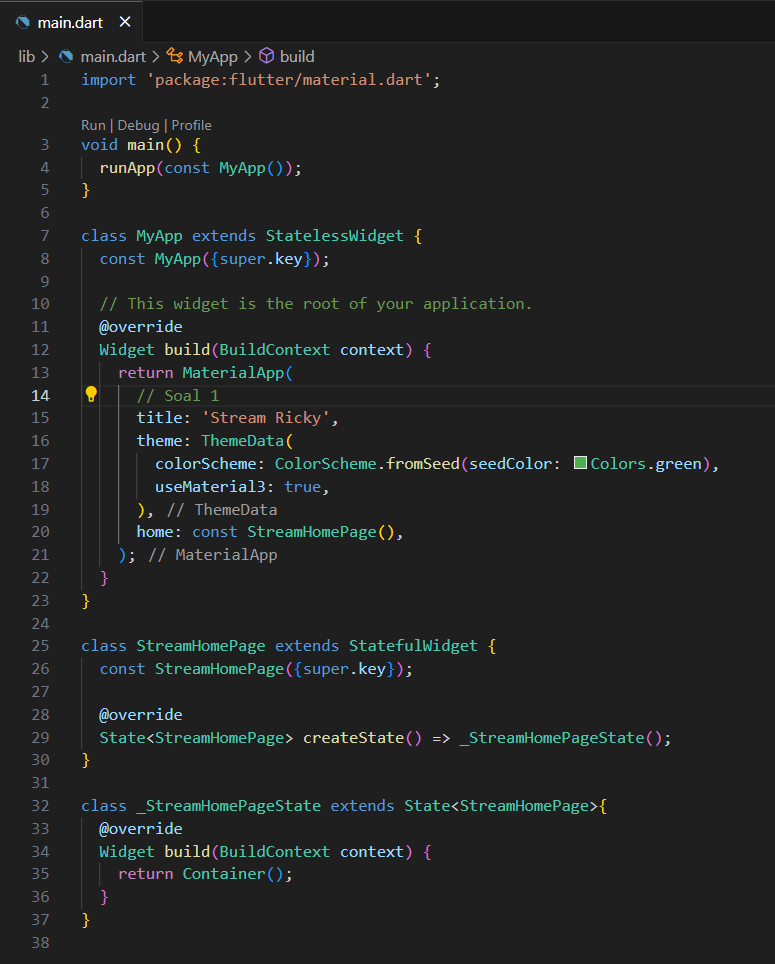 main.dart
lib > main.dart > MyApp > build
1 import 'package:flutter/material.dart';
2
Run | Debug | Profile
3 void main() {
4   runApp(const MyApp());
5 }
6
7 class MyApp extends StatelessWidget {
8   const MyApp({super.key});
9
10   // This widget is the root of your application.
11   @override
12   Widget build(BuildContext context) {
13     return MaterialApp(
14       // Soal 1
15       title: 'Stream Ricky',
16       theme: ThemeData(
17         colorScheme: ColorScheme.fromSeed(seedColor: Colors.green),
18         useMaterial3: true,
19       ), // ThemeData
20       home: const StreamHomePage(),
21     ); // MaterialApp
22   }
23 }
24
25 class StreamHomePage extends StatefulWidget {
26   const StreamHomePage({super.key});
27
28   @override
29   State<StreamHomePage> createState() => _StreamHomePageState();
30 }
31
32 class _StreamHomePageState extends State<StreamHomePage>{
33   @override
34   Widget build(BuildContext context) {
35     return Container();
36   }
37 }
38